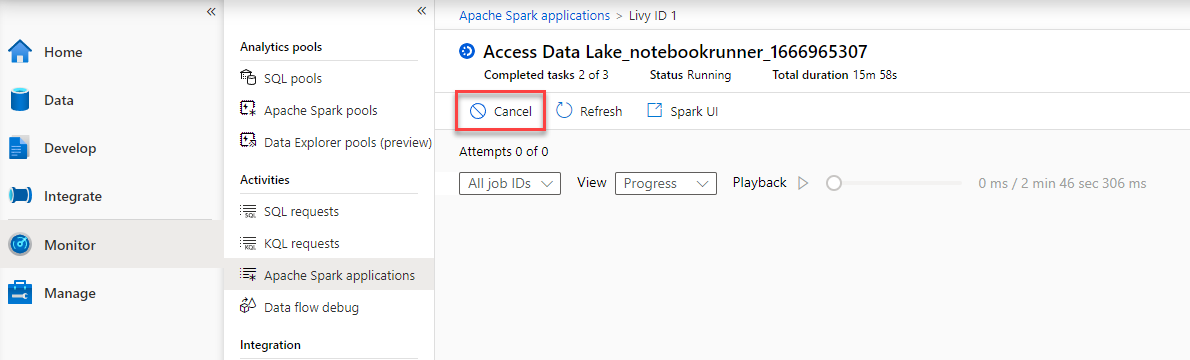 Home
Data
Develop
Integrate
Monitor
Manage
Analytics pools
SQL pools
Apache Spark pools
Data Explorer pools (preview)
Activities
SQL requests
KQL requests
Apache Spark applications
Data flow debug
Integration
Apache Spark applications > Livy ID 1
Access Data Lake_notebookrunner_1666965307
Completed tasks 2 of 3 Status Running Total duration 15m 58s
Cancel Refresh Spark UI
Attempts 0 of 0
All job IDs View Progress Playback 0 ms / 2 min 46 sec 306 ms